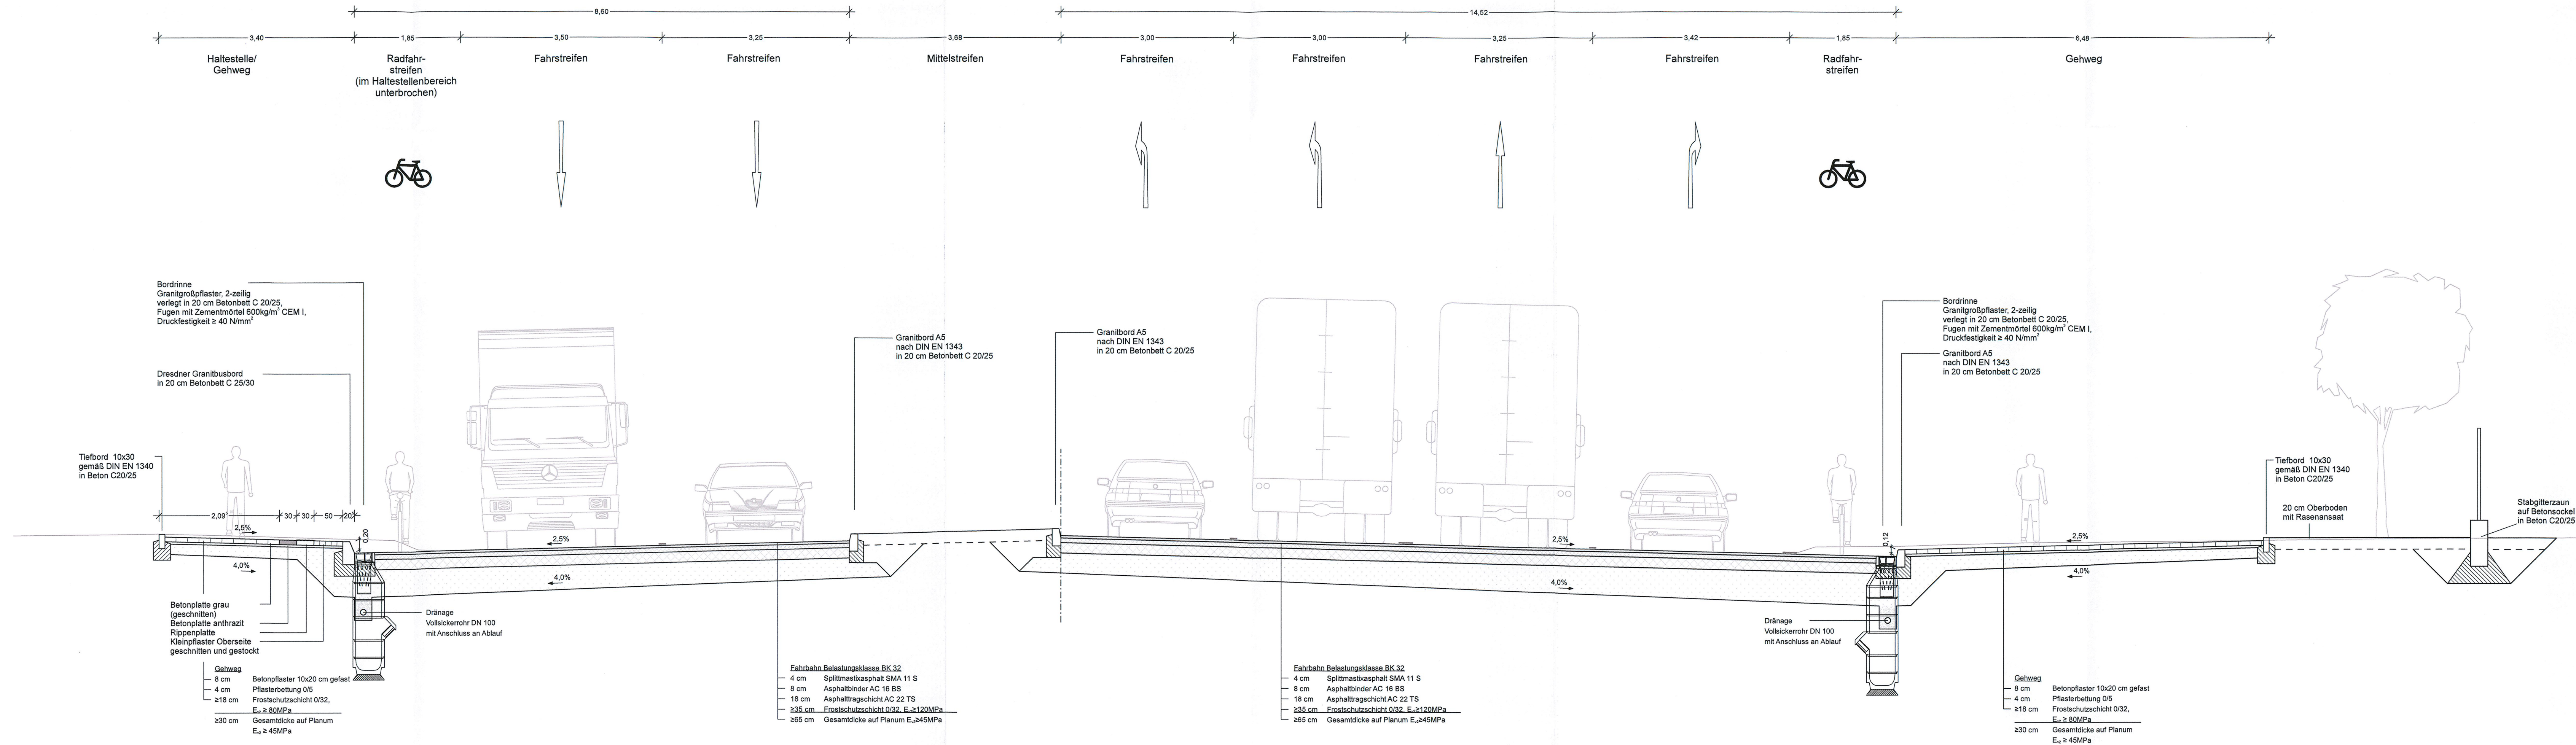 8,60
14,52
3,40
1,85
3,50
3,25
3,68
3,00
3,00
3,25
3,42
1,85
6,48
Haltestelle/
Gehweg
Radfahr-
streifen
(im Haltestellenbereich
unterbrochen)
Fahrstreifen
Fahrstreifen
Mittelstreifen
Fahrstreifen
Fahrstreifen
Fahrstreifen
Fahrstreifen
Radfahr-
streifen
Gehweg
Bordrinne
Granitgroßpflaster, 2-zeilig
verlegt in 20 cm Betonbett C 20/25,
Fugen mit Zementmörtel 600kg/m³ CEM I,
Druckfestigkeit ≥ 40 N/mm²
Dresdner Granitbusbord
in 20 cm Betonbett C 25/30
Tiefbord 10x30
gemäß DIN EN 1340
in Beton C20/25
Granitbord A5
nach DIN EN 1343
in 20 cm Betonbett C 20/25
Granitbord A5
nach DIN EN 1343
in 20 cm Betonbett C 20/25
Bordrinne
Granitgroßpflaster, 2-zeilig
verlegt in 20 cm Betonbett C 20/25,
Fugen mit Zementmörtel 600kg/m³ CEM I,
Druckfestigkeit ≥ 40 N/mm²
Granitbord A5
nach DIN EN 1343
in 20 cm Betonbett C 20/25
Tiefbord 10x30
gemäß DIN EN 1340
in Beton C20/25
20 cm Oberboden
mit Rasenansaat
Stabgitterzaun
auf Betonsockel
in Beton C20/25
2,09⁵
30
30
50
20
0,20
2,5%
4,0%
2,5%
4,0%
2,5%
4,0%
0,12
2,5%
4,0%
Betonplatte grau
(geschnitten)
Betonplatte anthrazit
Rippenplatte
Kleinpflaster Oberseite
geschnitten und gestockt
Dränage
Vollsickerrohr DN 100
mit Anschluss an Ablauf
Dränage
Vollsickerrohr DN 100
mit Anschluss an Ablauf
Gehweg
8 cm Betonpflaster 10x20 cm gefast
4 cm Pflasterbettung 0/5
≥18 cm Frostschutzschicht 0/32,
Eᵥ₂ ≥ 80MPa
≥30 cm Gesamtdicke auf Planum
Eᵥ₂ ≥ 45MPa
Fahrbahn Belastungsklasse BK 32
4 cm Splittmastixasphalt SMA 11 S
8 cm Asphaltbinder AC 16 BS
18 cm Asphalttragschicht AC 22 TS
≥35 cm Frostschutzschicht 0/32, Eᵥ₂≥120MPa
≥65 cm Gesamtdicke auf Planum Eᵥ₂≥45MPa
Fahrbahn Belastungsklasse BK 32
4 cm Splittmastixasphalt SMA 11 S
8 cm Asphaltbinder AC 16 BS
18 cm Asphalttragschicht AC 22 TS
≥35 cm Frostschutzschicht 0/32, Eᵥ₂≥120MPa
≥65 cm Gesamtdicke auf Planum Eᵥ₂≥45MPa
Gehweg
8 cm Betonpflaster 10x20 cm gefast
4 cm Pflasterbettung 0/5
≥18 cm Frostschutzschicht 0/32,
Eᵥ₂ ≥ 80MPa
≥30 cm Gesamtdicke auf Planum
Eᵥ₂ ≥ 45MPa